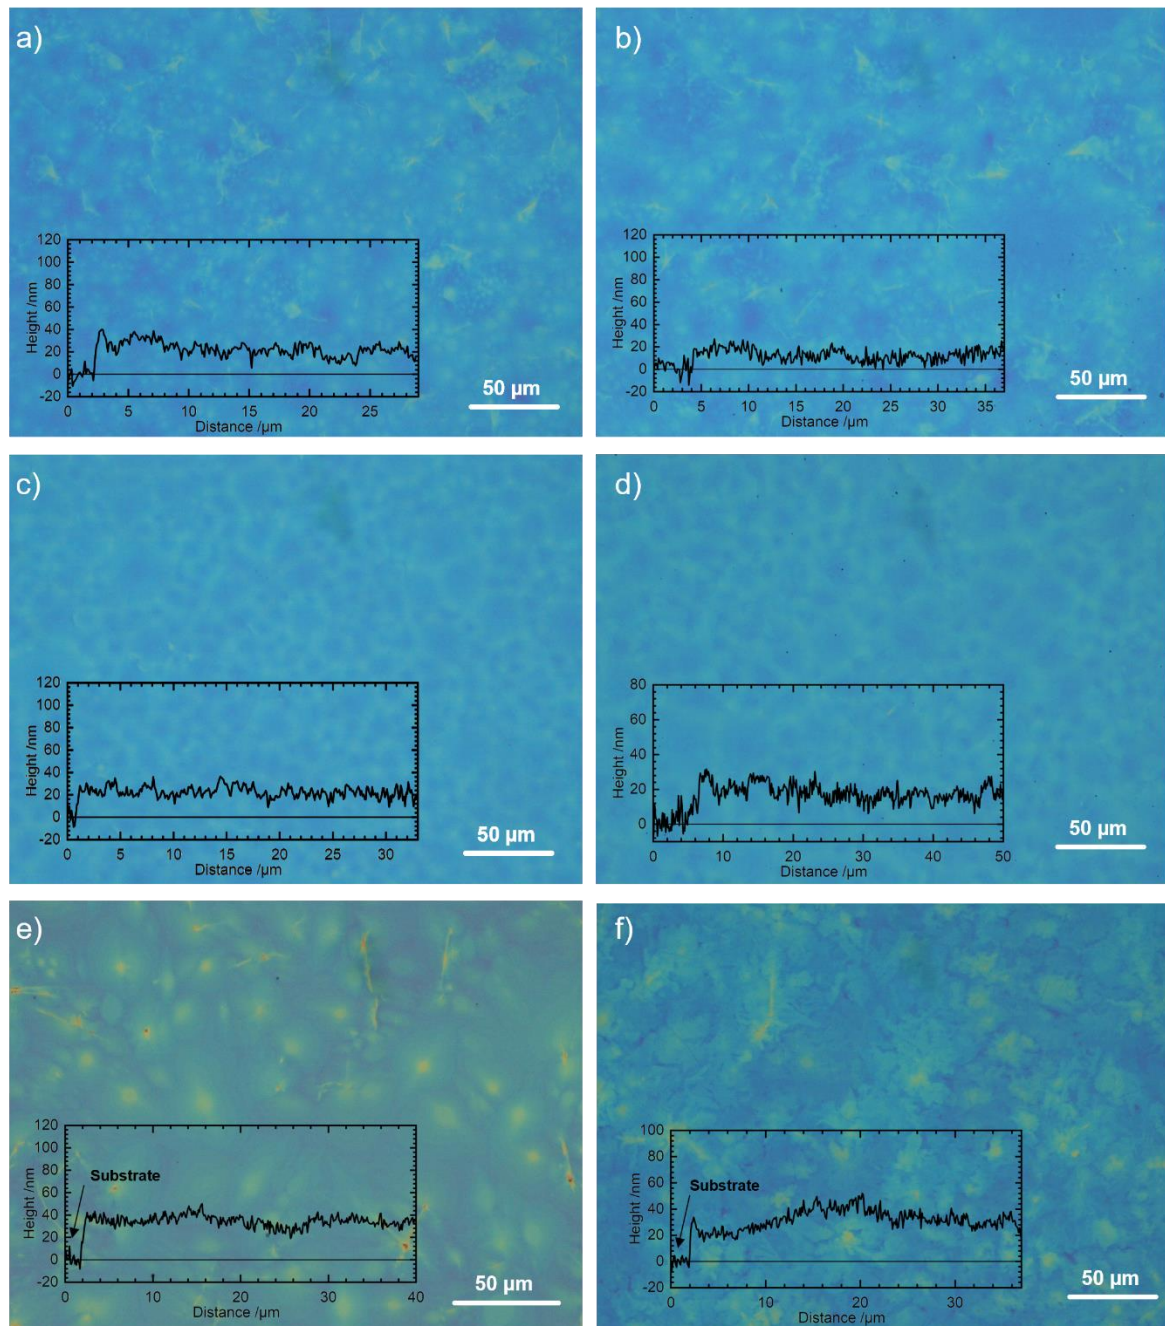 a)
120
100
80
60
40
20
0
-20
Height /nm
0 5 10 15 20 25
Distance /µm
50 µm
b)
120
100
80
60
40
20
0
-20
Height /nm
0 5 10 15 20 25 30 35
Distance /µm
50 µm
c)
120
100
80
60
40
20
0
-20
Height /nm
0 5 10 15 20 25 30
Distance /µm
50 µm
d)
80
60
40
20
0
Height /nm
0 10 20 30 40 50
Distance /µm
50 µm
e)
120
100
80
60
40
20
0
-20
Height /nm
Substrate
0 10 20 30 40
Distance /µm
50 µm
f)
100
80
60
40
20
0
-20
Height /nm
Substrate
0 10 20 30
Distance /µm
50 µm